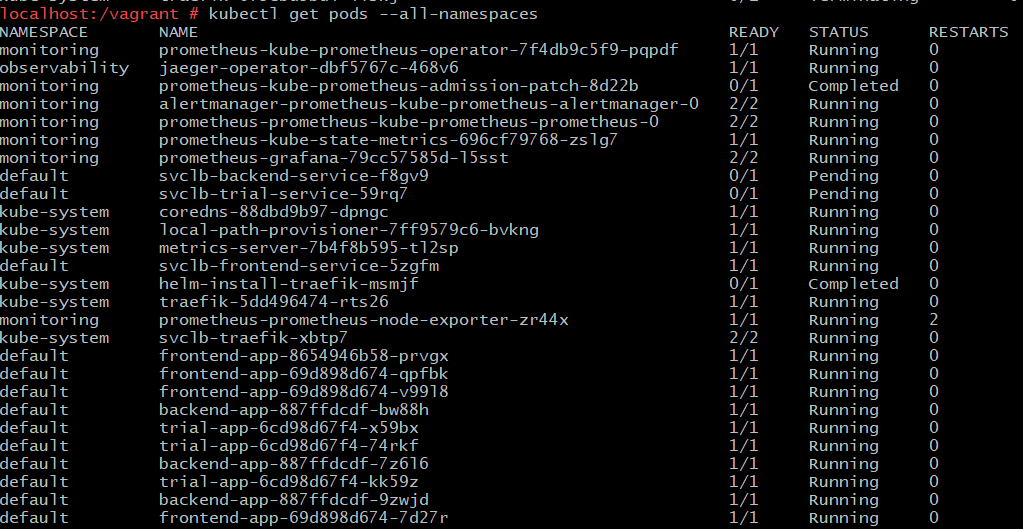 localhost:/vagrant # kubectl get pods --all-namespaces
NAMESPACE NAME READY STATUS RESTARTS
monitoring prometheus-kube-prometheus-operator-7f4db9c5f9-pqpdf 1/1 Running 0
observability jaeger-operator-dbf5767c-468v6 1/1 Running 0
monitoring prometheus-kube-prometheus-admission-patch-8d22b 0/1 Completed 0
monitoring alertmanager-prometheus-kube-prometheus-alertmanager-0 2/2 Running 0
monitoring prometheus-prometheus-kube-prometheus-prometheus-0 2/2 Running 0
monitoring prometheus-kube-state-metrics-696cf79768-zslg7 1/1 Running 0
monitoring prometheus-grafana-79cc57585d-l5sst 2/2 Running 0
default svclb-backend-service-f8gv9 0/1 Pending 0
default svclb-trial-service-59rq7 0/1 Pending 0
kube-system coredns-88dbd9b97-dpngc 1/1 Running 0
kube-system local-path-provisioner-7ff9579c6-bvkng 1/1 Running 0
kube-system metrics-server-7b4f8b595-tl2sp 1/1 Running 0
default svclb-frontend-service-5zgfm 1/1 Running 0
kube-system helm-install-traefik-msmjf 0/1 Completed 0
kube-system traefik-5dd496474-rts26 1/1 Running 0
monitoring prometheus-prometheus-node-exporter-zr44x 1/1 Running 2
kube-system svclb-traefik-xbtp7 2/2 Running 0
default frontend-app-8654946b58-prvgx 1/1 Running 0
default frontend-app-69d898d674-qpfbk 1/1 Running 0
default frontend-app-69d898d674-v99l8 1/1 Running 0
default backend-app-887ffdcdf-bw88h 1/1 Running 0
default trial-app-6cd98d67f4-x59bx 1/1 Running 0
default trial-app-6cd98d67f4-74rkf 1/1 Running 0
default backend-app-887ffdcdf-7z6l6 1/1 Running 0
default trial-app-6cd98d67f4-kk59z 1/1 Running 0
default backend-app-887ffdcdf-9zwjd 1/1 Running 0
default frontend-app-69d898d674-7d27r 1/1 Running 0